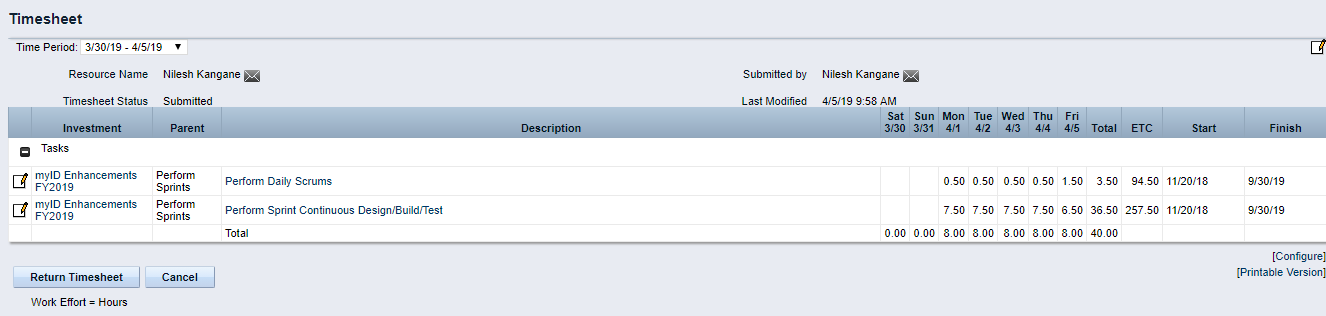 Timesheet
Time Period: 3/30/19 - 4/5/19
Resource Name Nilesh Kangane Submitted by Nilesh Kangane
Timesheet Status Submitted Last Modified 4/5/19 9:58 AM
Investment Parent Description Sat 3/30 Sun 3/31 Mon 4/1 Tue 4/2 Wed 4/3 Thu 4/4 Fri 4/5 Total ETC Start Finish
Tasks
myID Enhancements FY2019 Perform Sprints Perform Daily Scrums 0.50 0.50 0.50 0.50 1.50 3.50 94.50 11/20/18 9/30/19
myID Enhancements FY2019 Perform Sprints Perform Sprint Continuous Design/Build/Test 7.50 7.50 7.50 7.50 6.50 36.50 257.50 11/20/18 9/30/19
Total 0.00 0.00 8.00 8.00 8.00 8.00 8.00 40.00
[Configure]
[Printable Version]
Return Timesheet Cancel
Work Effort = Hours